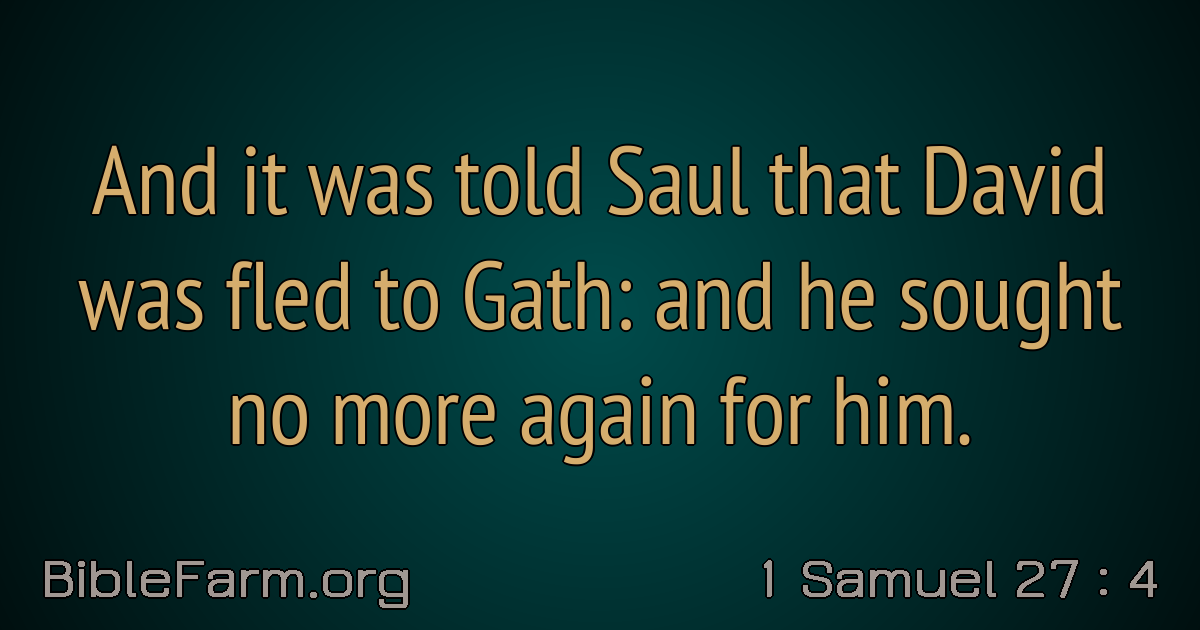 And it was told Saul that David
was fled to Gath: and he sought
no more again for him.
BibleFarm.org
1 Samuel 27 : 4